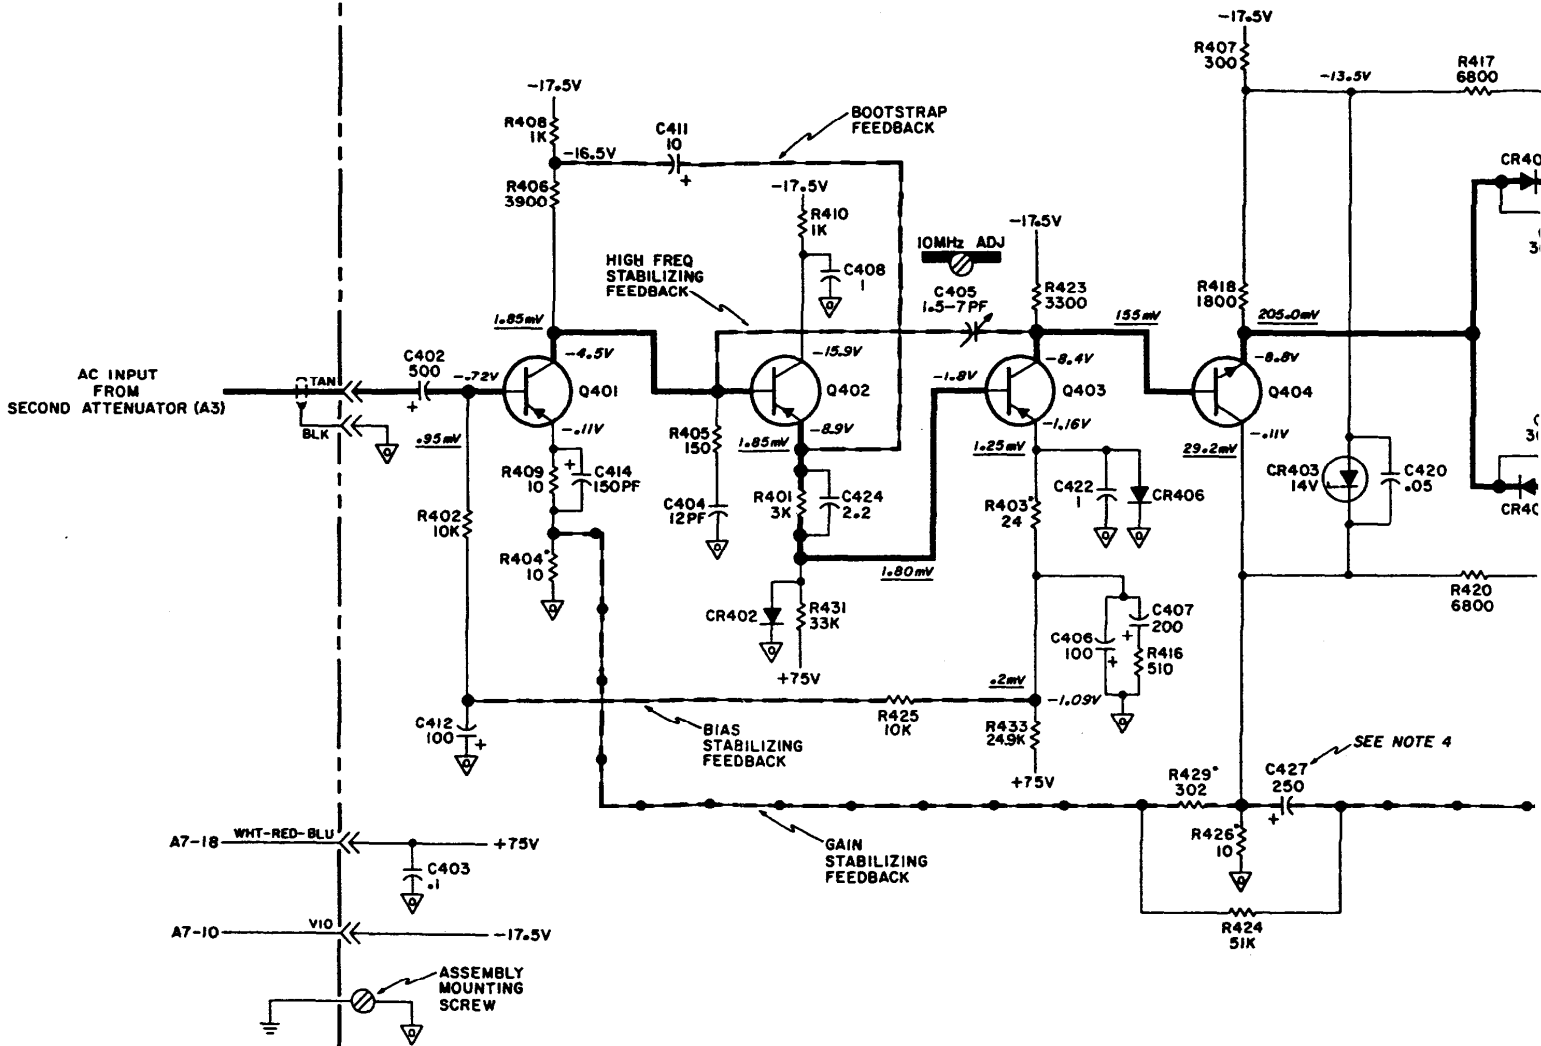 -17.5V
R407
300
-13.5V
R417
6800
-17.5V
R408
1K
C411
10
+
BOOTSTRAP
FEEDBACK
-16.5V
R406
3900
-17.5V
R410
1K
C408
1
-17.5V
10MHz ADJ
HIGH FREQ
STABILIZING
FEEDBACK
C405
1.5-7PF
R423
3300
R418
1800
1.85mV
155mV
205.0mV
-4.5V
-15.9V
-8.4V
-8.8V
AC INPUT
FROM
SECOND ATTENUATOR (A3)
TAN
BLK
C402
500
+
-.72V
Q401
Q402
-1.8V
Q403
Q404
.95mV
-.11V
R405
150
1.85mV
-8.9V
1.25mV
-1.16V
29.2mV
-.11V
R409
10
+
C414
150PF
R401
3K
C424
2.2
R403*
24
C422
1
CR406
CR403
14V
C420
.05
R402
10K
C404
12PF
R404*
10
1.80mV
R420
6800
CR402
R431
33K
+75V
C406
100
+
C407
200
+
R416
510
.2mV
-1.09V
C412
100
+
R425
10K
R433
24.9K
+75V
BIAS
STABILIZING
FEEDBACK
SEE NOTE 4
R429*
302
C427
250
+
R426*
10
GAIN
STABILIZING
FEEDBACK
R424
51K
A7-18
WHT-RED-BLU
+75V
C403
.1
A7-10
VIO
-17.5V
ASSEMBLY
MOUNTING
SCREW